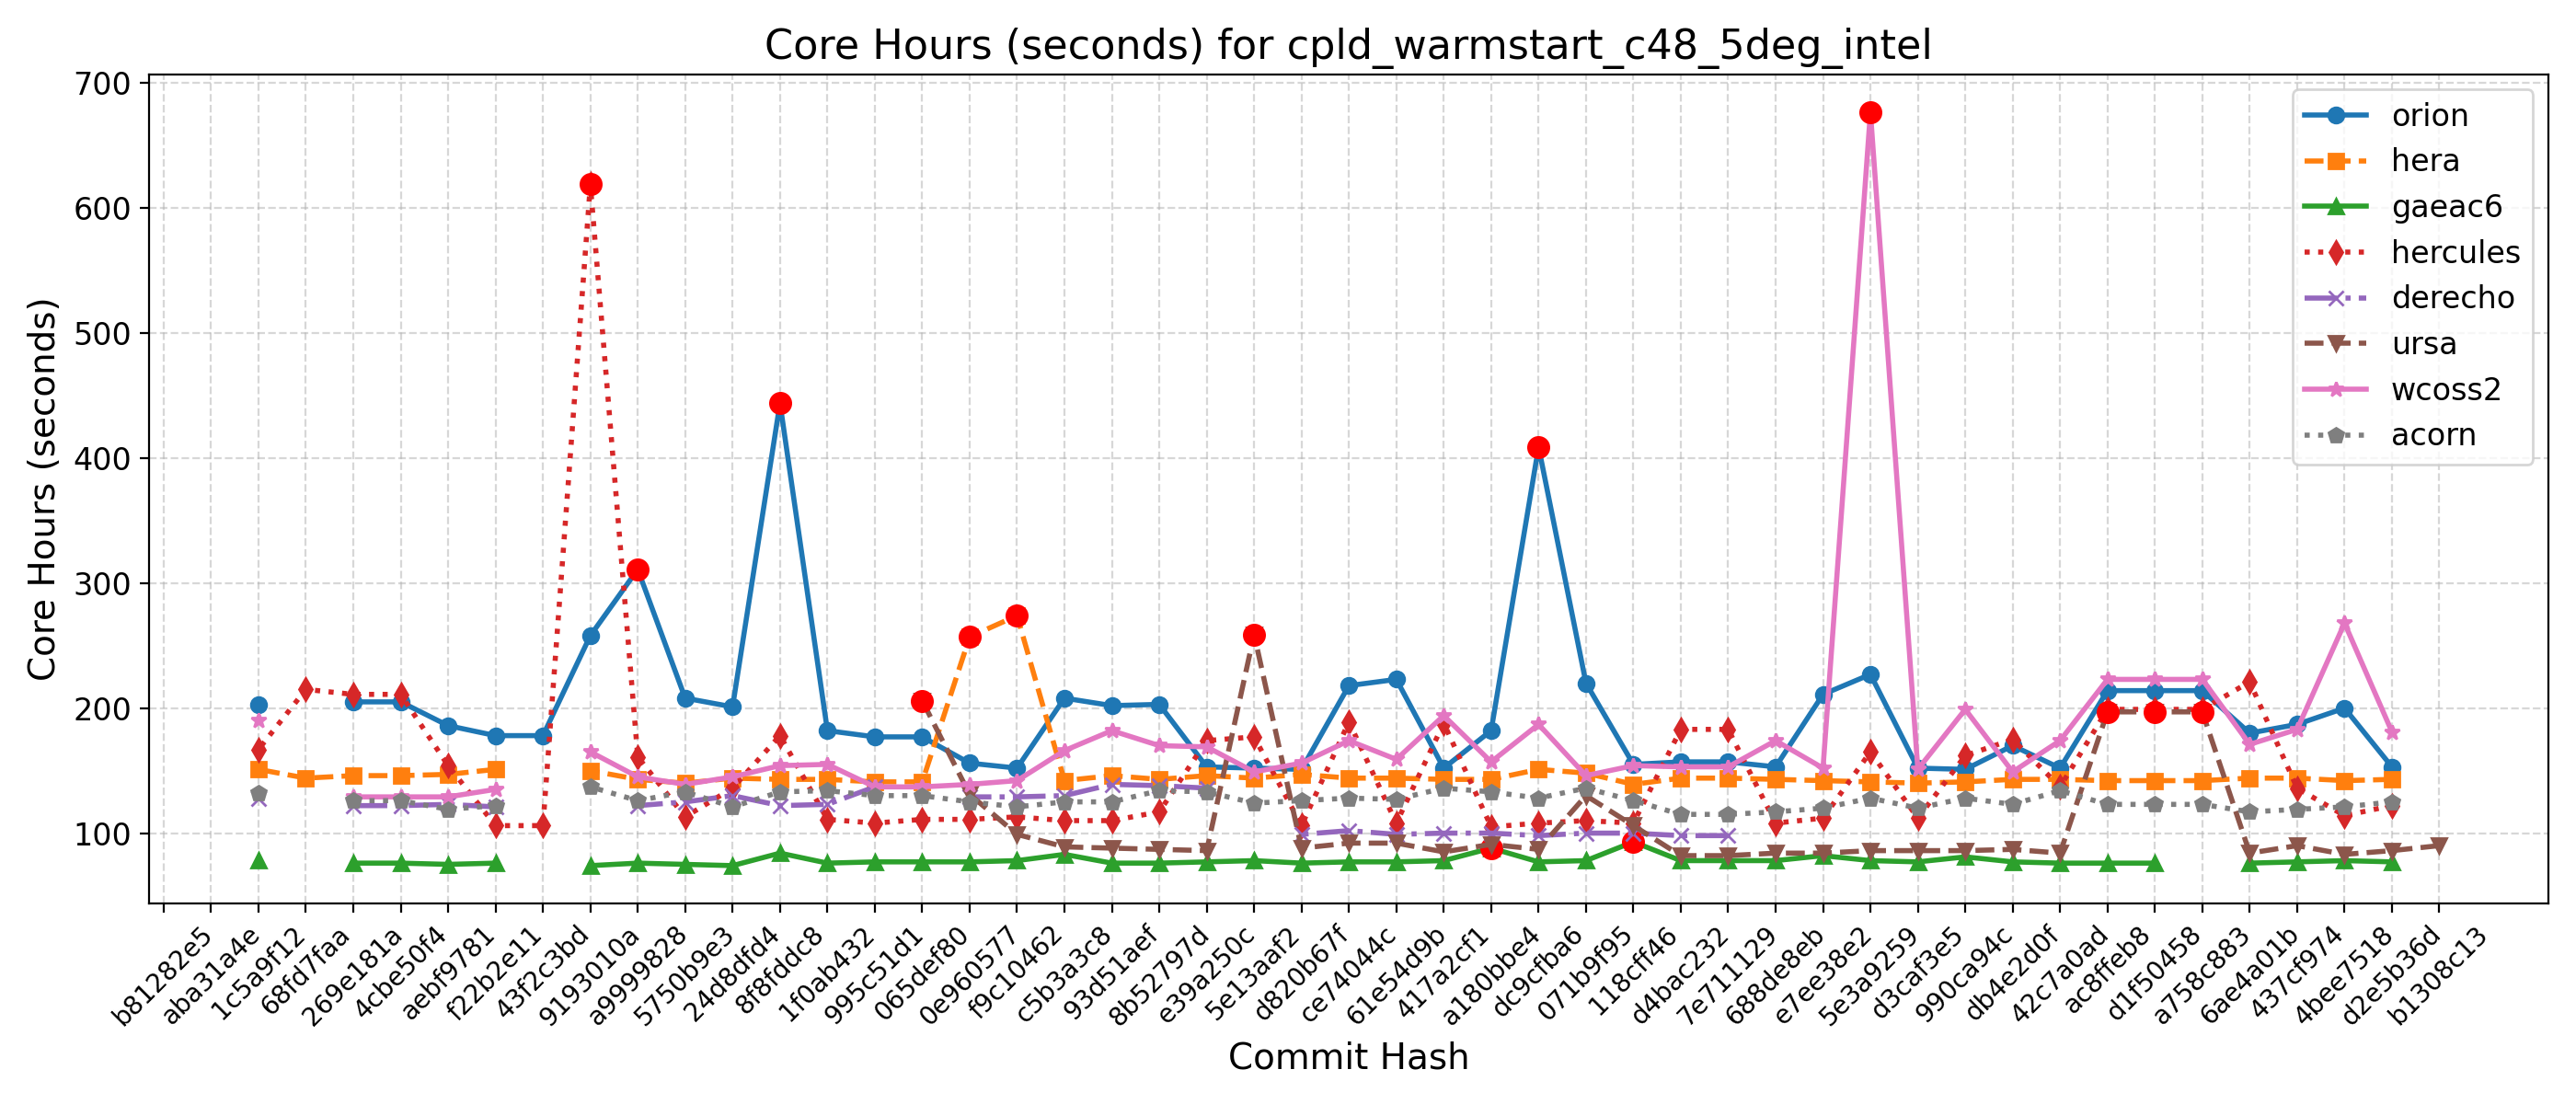 Core Hours (seconds) for cpld_warmstart_c48_5deg_intel
Core Hours (seconds)
700
600
500
400
300
200
100
orion
hera
gaeac6
hercules
derecho
ursa
wcoss2
acorn
b81282e5
aba31a4e
1c5a9f12
68fd7faa
269e181a
4cbe50f4
aebf9781
f22b2e11
43f2c3bd
9193010a
a9999828
5750b9e3
24d8dfd4
8f8fddc8
1f0ab432
995c51d1
065def80
0e960577
f9c10462
c5b3a3c8
93d51aef
8b52797d
e39a250c
5e13aaf2
d820b67f
ce74044c
61e54d9b
417a2cf1
a180bbe4
dc9cfba6
071b9f95
118cff46
d4bac232
7e711129
688de8eb
e7ee38e2
5e3a9259
d3caf3e5
990ca94c
db4e2d0f
42c7a0ad
ac8ffeb8
d1f50458
a758c883
6ae4a01b
437cf974
4bee7518
d2e5b36d
b1308c13
Commit Hash